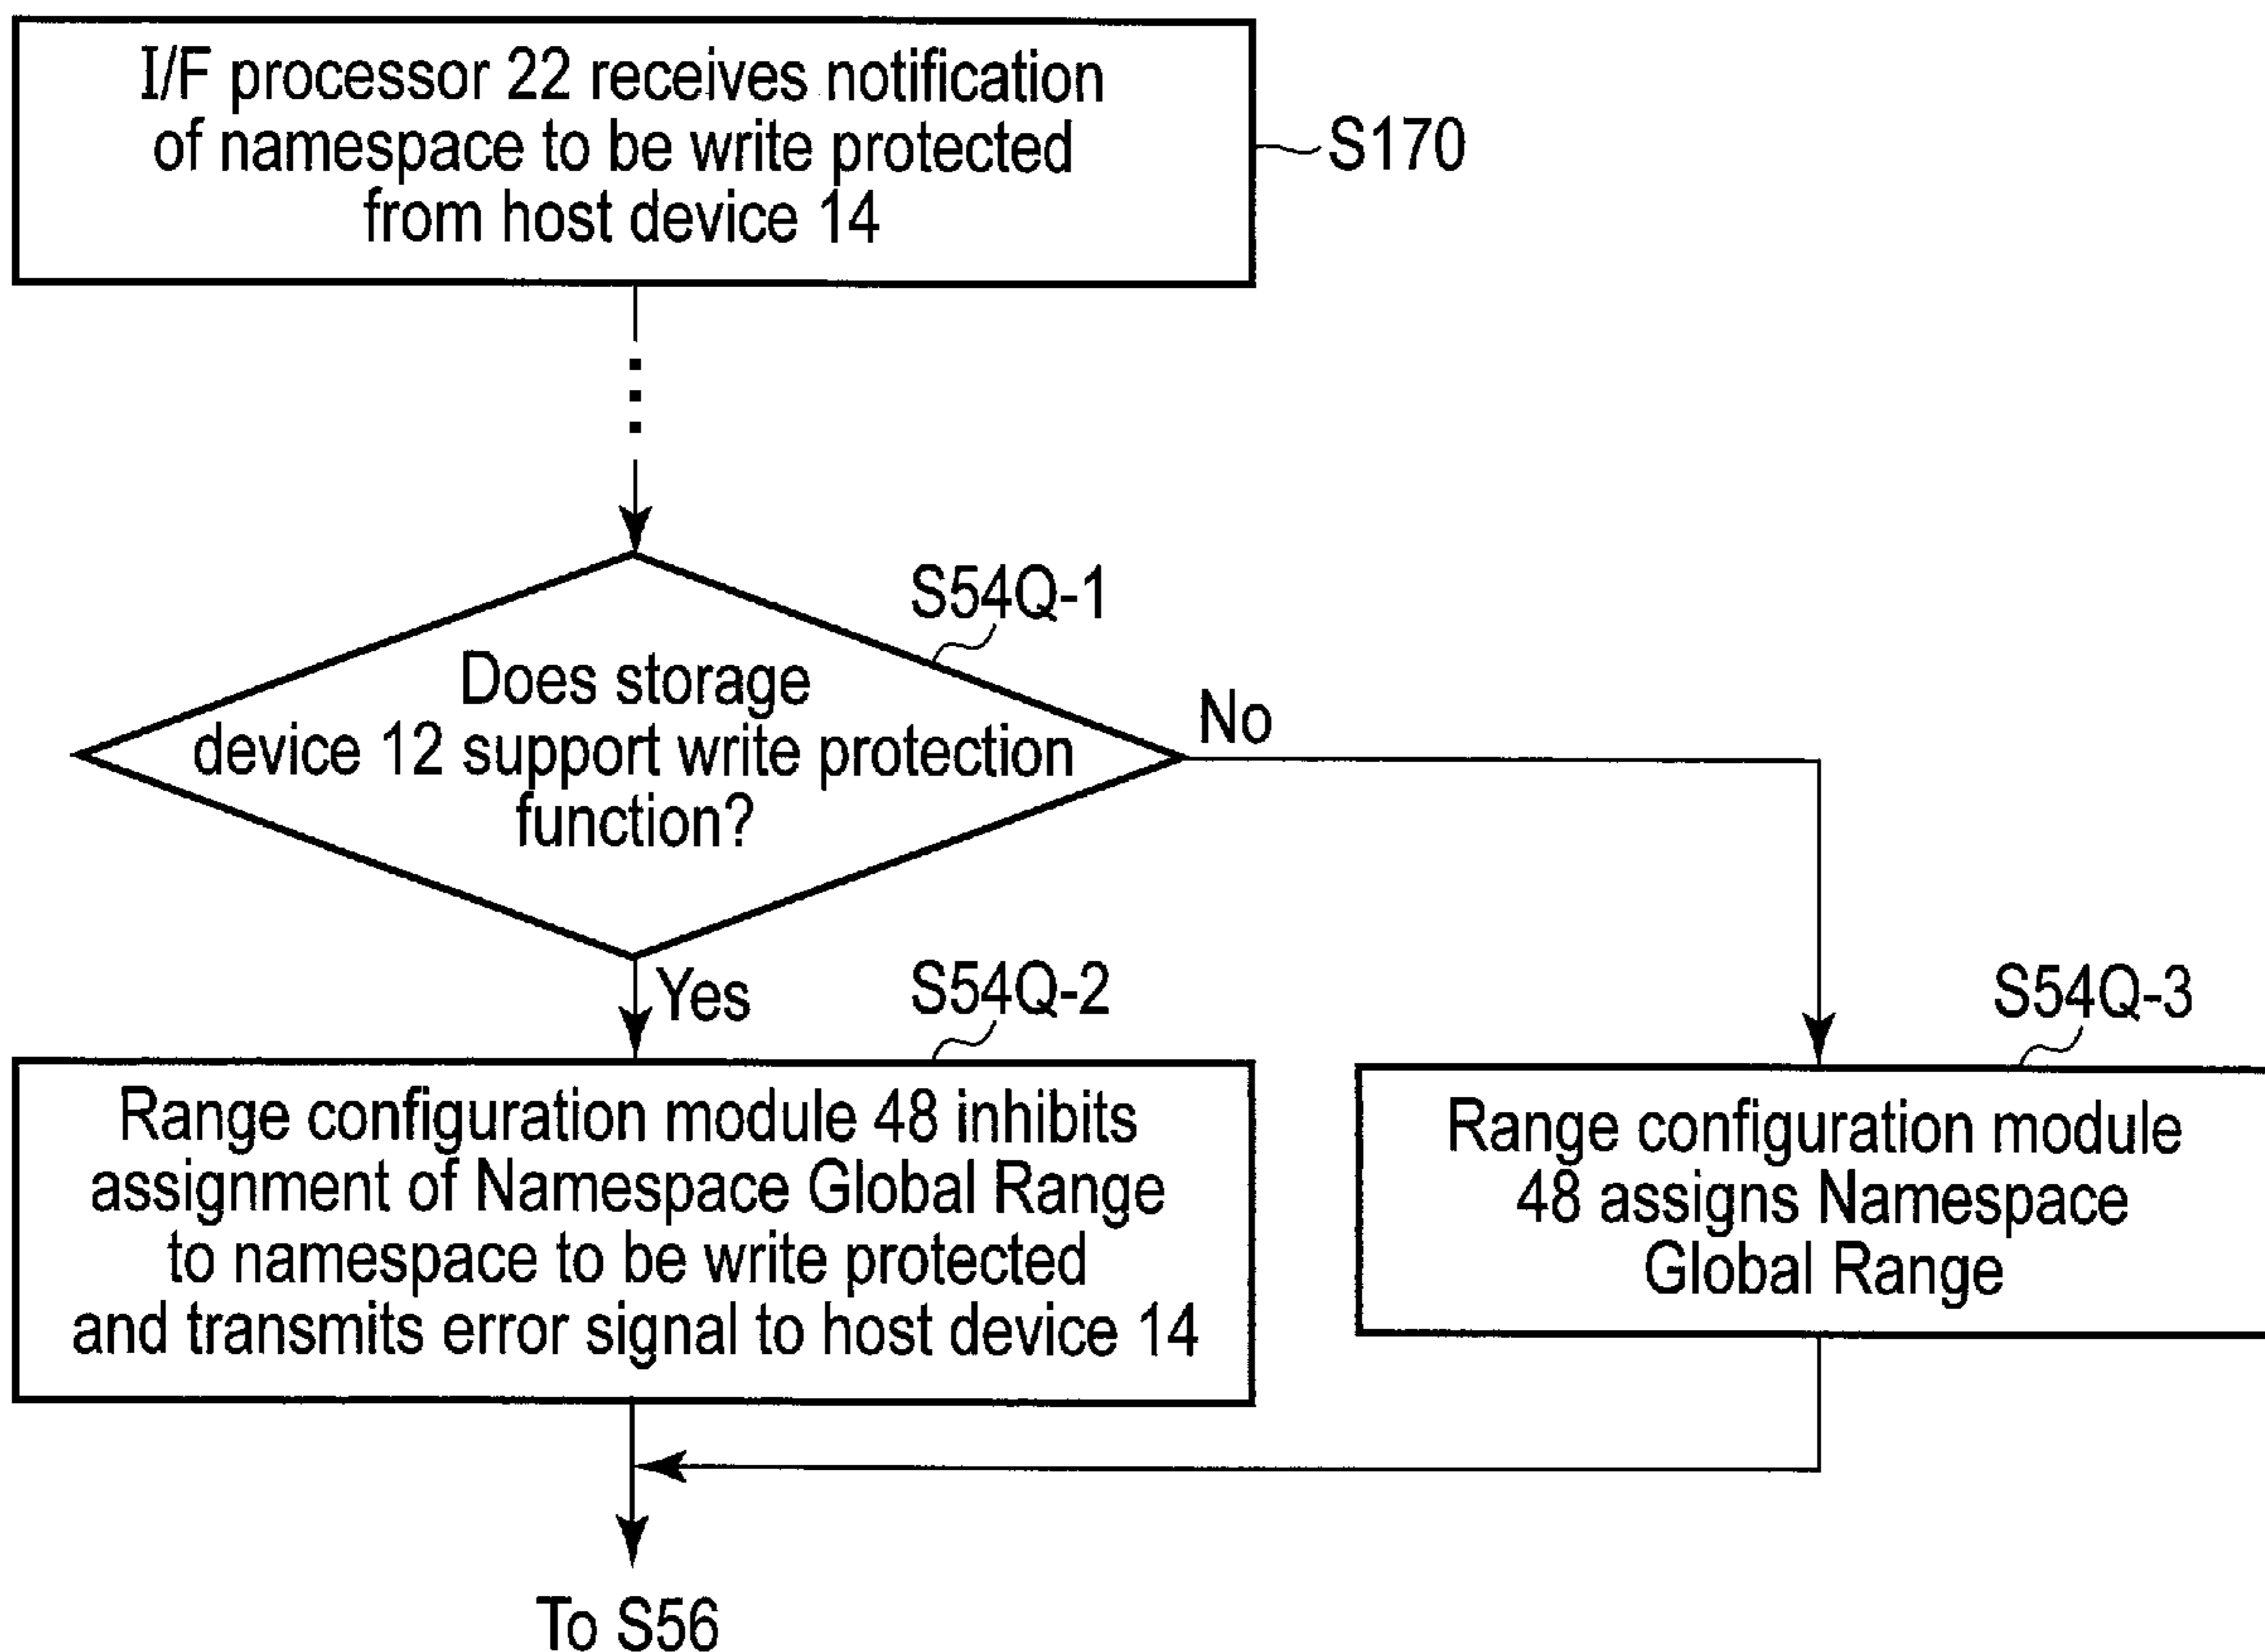 I/F processor 22 receives notification
of namespace to be write protected
from host device 14
S170
S54Q-1
Does storage
device 12 support write protection
function?
No
Yes
S54Q-2
Range configuration module 48 inhibits
assignment of Namespace Global Range
to namespace to be write protected
and transmits error signal to host device 14
S54Q-3
Range configuration module
48 assigns Namespace
Global Range
To S56